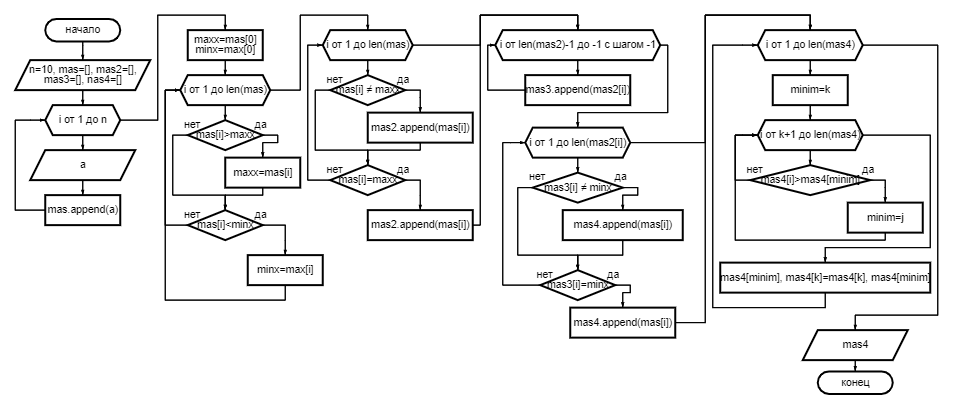 начало
n=10, mas=[], mas2=[],
mas3=[], nas4=[]
i от 1 до n
a
mas.append(a)
maxx=mas[0]
minx=max[0]
i от 1 до len(mas)
нет
да
mas[i]>maxx
maxx=mas[i]
нет
да
mas[i]<minx
minx=max[i]
i от 1 до len(mas)
нет
да
mas[i] ≠ maxx
mas2.append(mas[i])
нет
да
mas[i]=maxx
mas2.append(mas[i])
i от len(mas2)-1 до -1 с шагом -1
mas3.append(mas2[i])
i от 1 до len(mas2[i])
нет
да
mas3[i] ≠ minx
mas4.append(mas[i])
нет
да
mas3[i]=minx
mas4.append(mas[i])
i от 1 до len(mas4)
minim=k
i от k+1 до len(mas4)
нет
да
mas4[i]>mas4[minim]
minim=j
mas4[minim], mas4[k]=mas4[k], mas4[minim]
mas4
конец